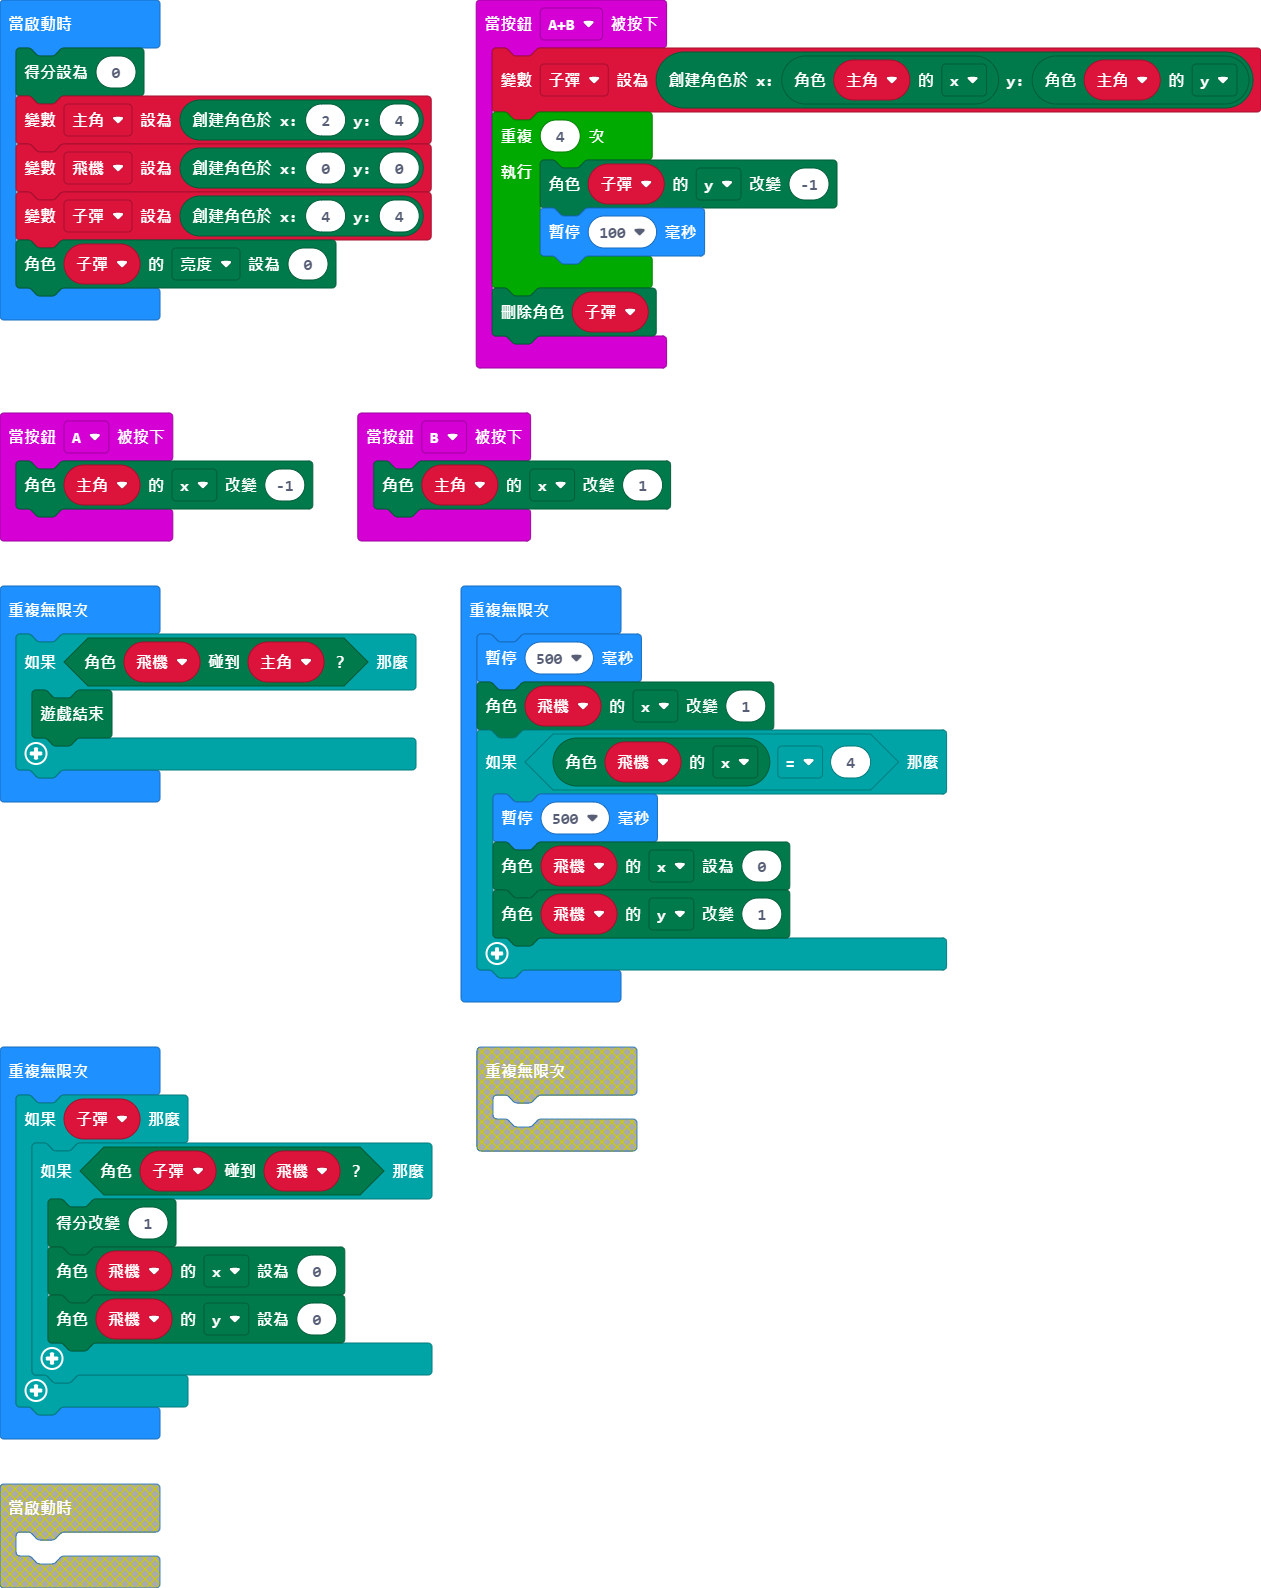 當啟動時
得分設為 0
變數 主角 設為 創建角色於 x: 2 y: 4
變數 飛機 設為 創建角色於 x: 0 y: 0
變數 子彈 設為 創建角色於 x: 4 y: 4
角色 子彈 的 亮度 設為 0
當按鈕 A+B 被按下
變數 子彈 設為 創建角色於 x: 角色 主角 的 x y: 角色 主角 的 y
重複 4 次
執行
角色 子彈 的 y 改變 -1
暫停 100 毫秒
刪除角色 子彈
當按鈕 A 被按下
角色 主角 的 x 改變 -1
當按鈕 B 被按下
角色 主角 的 x 改變 1
重複無限次
如果 角色 飛機 碰到 主角 ? 那麼
遊戲結束
重複無限次
暫停 500 毫秒
角色 飛機 的 x 改變 1
如果 角色 飛機 的 x = 4 那麼
暫停 500 毫秒
角色 飛機 的 x 設為 0
角色 飛機 的 y 改變 1
重複無限次
如果 子彈 那麼
如果 角色 子彈 碰到 飛機 ? 那麼
得分改變 1
角色 飛機 的 x 設為 0
角色 飛機 的 y 設為 0
重複無限次
當啟動時